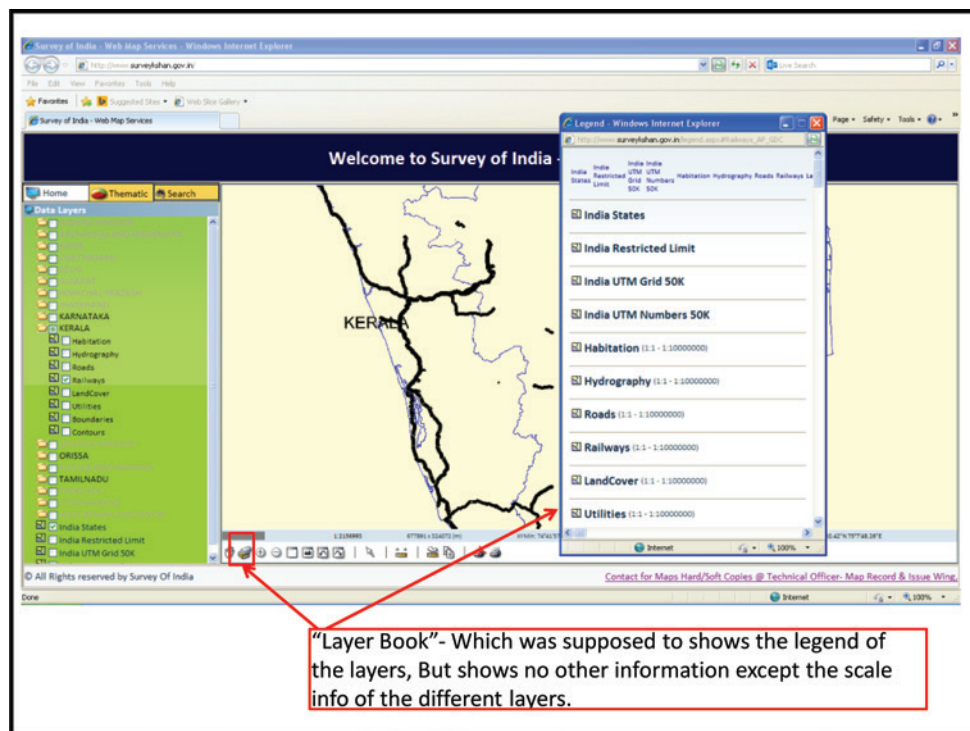 Survey of India - Web Map Services - Windows Internet Explorer
http://www.surveykshan.gov.in/
Live Search
File Edit View Favorites Tools Help
Favorites Suggested Sites Web Slice Gallery
Survey of India - Web Map Services
Page Safety Tools
Welcome to Survey of India -
Home Thematic Search
Data Layers
KARNATAKA
KERALA
Habitation
Hydrography
Roads
Railways
LandCover
Utilities
Boundaries
Contours
ORISSA
TAMILNADU
India States
India Restricted Limit
India UTM Grid 50K
KERALA
Legend - Windows Internet Explorer
India States
India Restricted Limit
India UTM Grid 50K
India UTM Numbers 50K
Habitation Hydrography Roads Railways La
India States
India Restricted Limit
India UTM Grid 50K
India UTM Numbers 50K
Habitation (1:1 - 1:10000000)
Hydrography (1:1 - 1:10000000)
Roads (1:1 - 1:10000000)
Railways (1:1 - 1:10000000)
LandCover (1:1 - 1:10000000)
Utilities (1:1 - 1:10000000)
Internet 100%
© All Rights reserved by Survey Of India
Contact for Maps Hard/Soft Copies @ Technical Officer- Map Record & Issue Wing,
Done
Internet 100%
“Layer Book”- Which was supposed to shows the legend of
the layers, But shows no other information except the scale
info of the different layers.